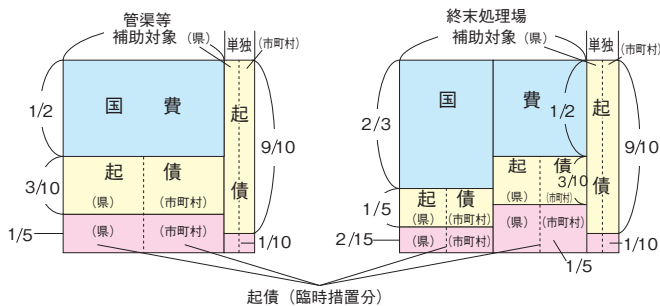 管渠等
補助対象（県）
単独
（市町村）
国 費
起
債
1/2
9/10
起 債
（県）
（市町村）
3/10
（県）
（市町村）
1/5
1/10
終末処理場
補助対象（県）
単独
（市町村）
国 費
起
債
2/3
1/2
9/10
起 債
（県）
（市町村）
3/10
起 債
（県）
（市町村）
1/5
（県）
（市町村）
2/15
（県）
（市町村）
1/5
1/10
起債（臨時措置分）